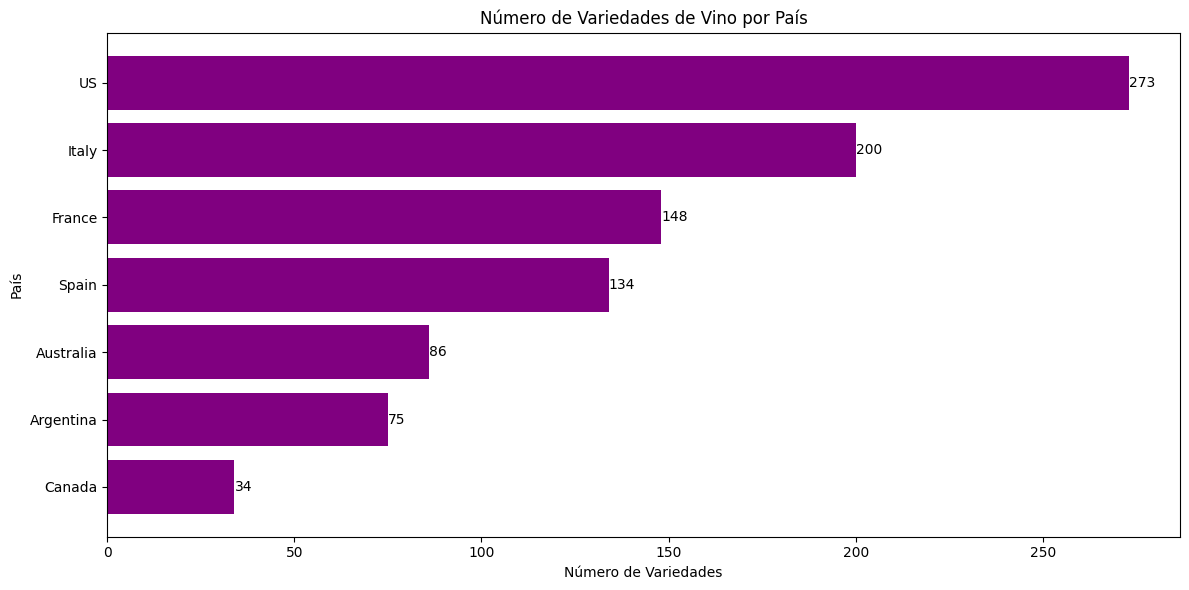 Número de Variedades de Vino por País
US
273
Italy
200
France
148
Spain
134
Australia
86
Argentina
75
Canada
34
País
0 50 100 150 200 250
Número de Variedades